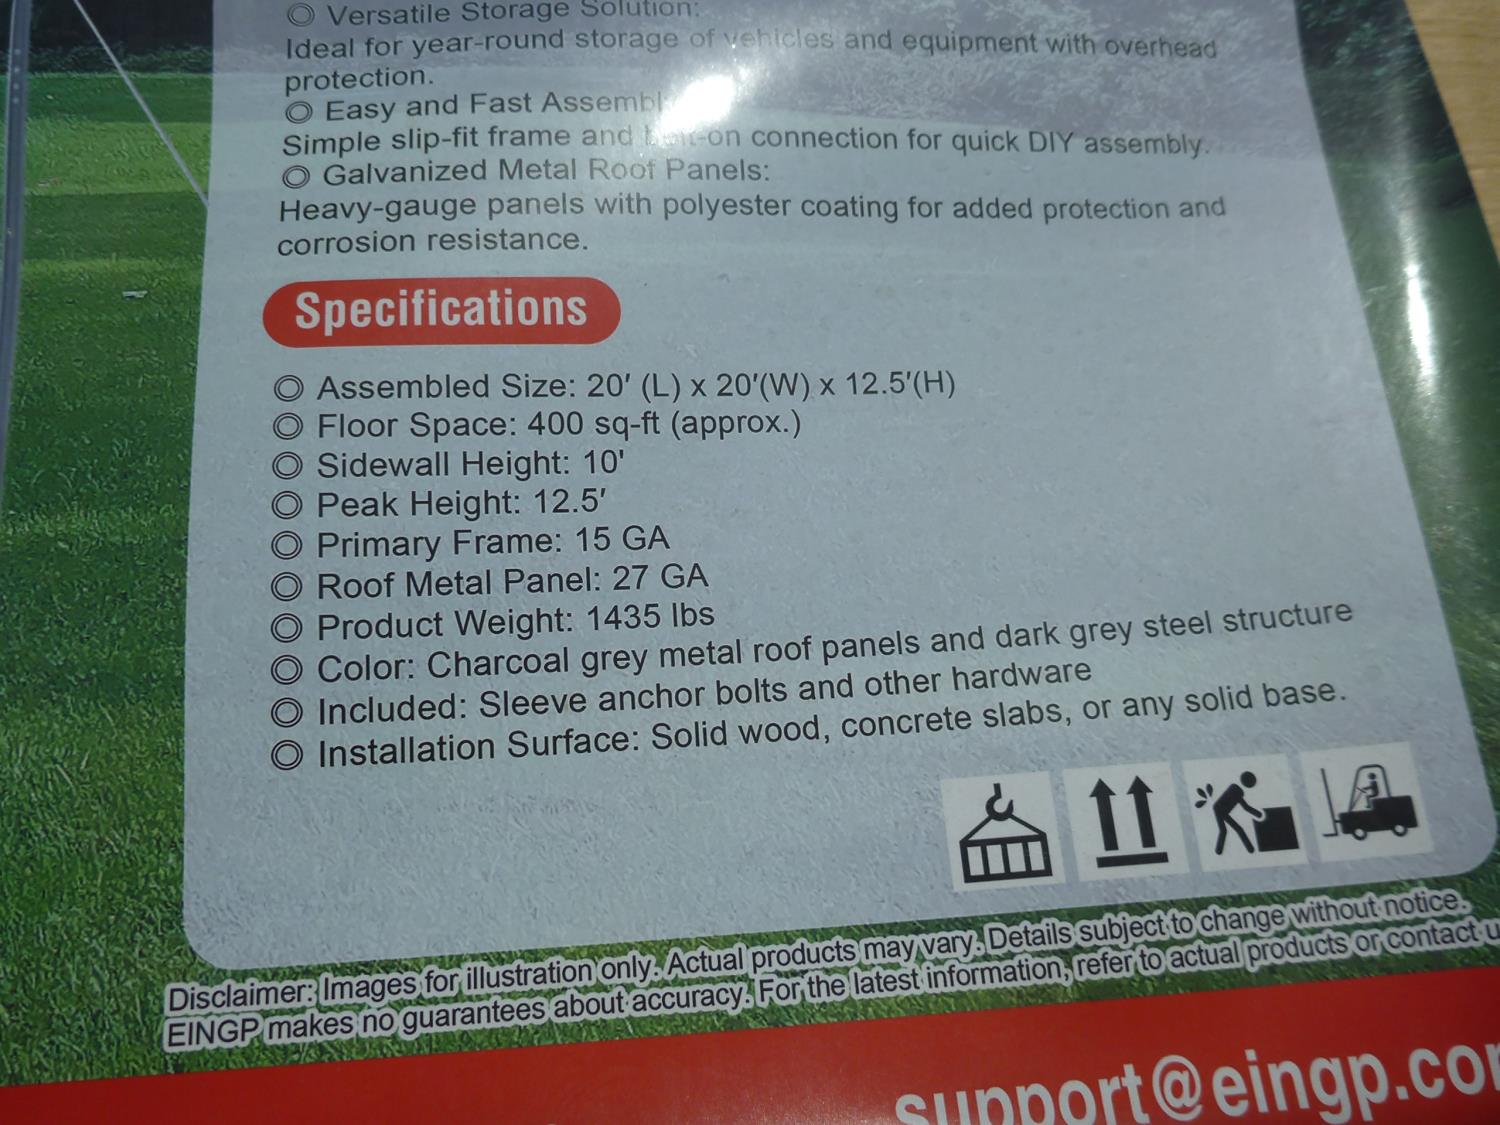 ◎ Versatile Storage Solution:
Ideal for year-round storage of vehicles and equipment with overhead
protection.
◎ Easy and Fast
Simple slip-fit frame and connection for quick DIY assembly.
◎ Galvanized Metal Roof Panels:
Heavy-gauge panels with polyester coating for added protection and
corrosion resistance.
Specifications
◎ Assembled Size: 20′ (L) x 20′(W) x 12.5′(H)
◎ Floor Space: 400 sq-ft (approx.)
◎ Sidewall Height: 10'
◎ Peak Height: 12.5′
◎ Primary Frame: 15 GA
◎ Roof Metal Panel: 27 GA
◎ Product Weight: 1435 lbs
◎ Color: Charcoal grey metal roof panels and dark grey steel structure
◎ Included: Sleeve anchor bolts and other hardware
◎ Installation Surface: Solid wood, concrete slabs, or any solid base.
Disclaimer: Images for illustration only. Actual products may vary. Details subject to change without notice.
EINGP makes no guarantees about accuracy. For the latest information, refer to actual products or contact
support@eingp.co